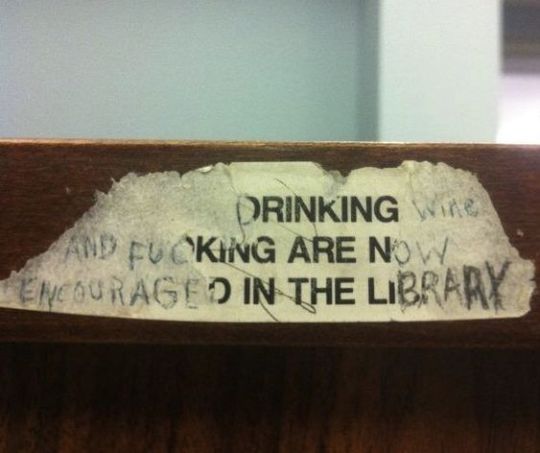 DRINKING Wine
AND FUCKING ARE NOW
ENCOURAGED IN THE LIBRARY